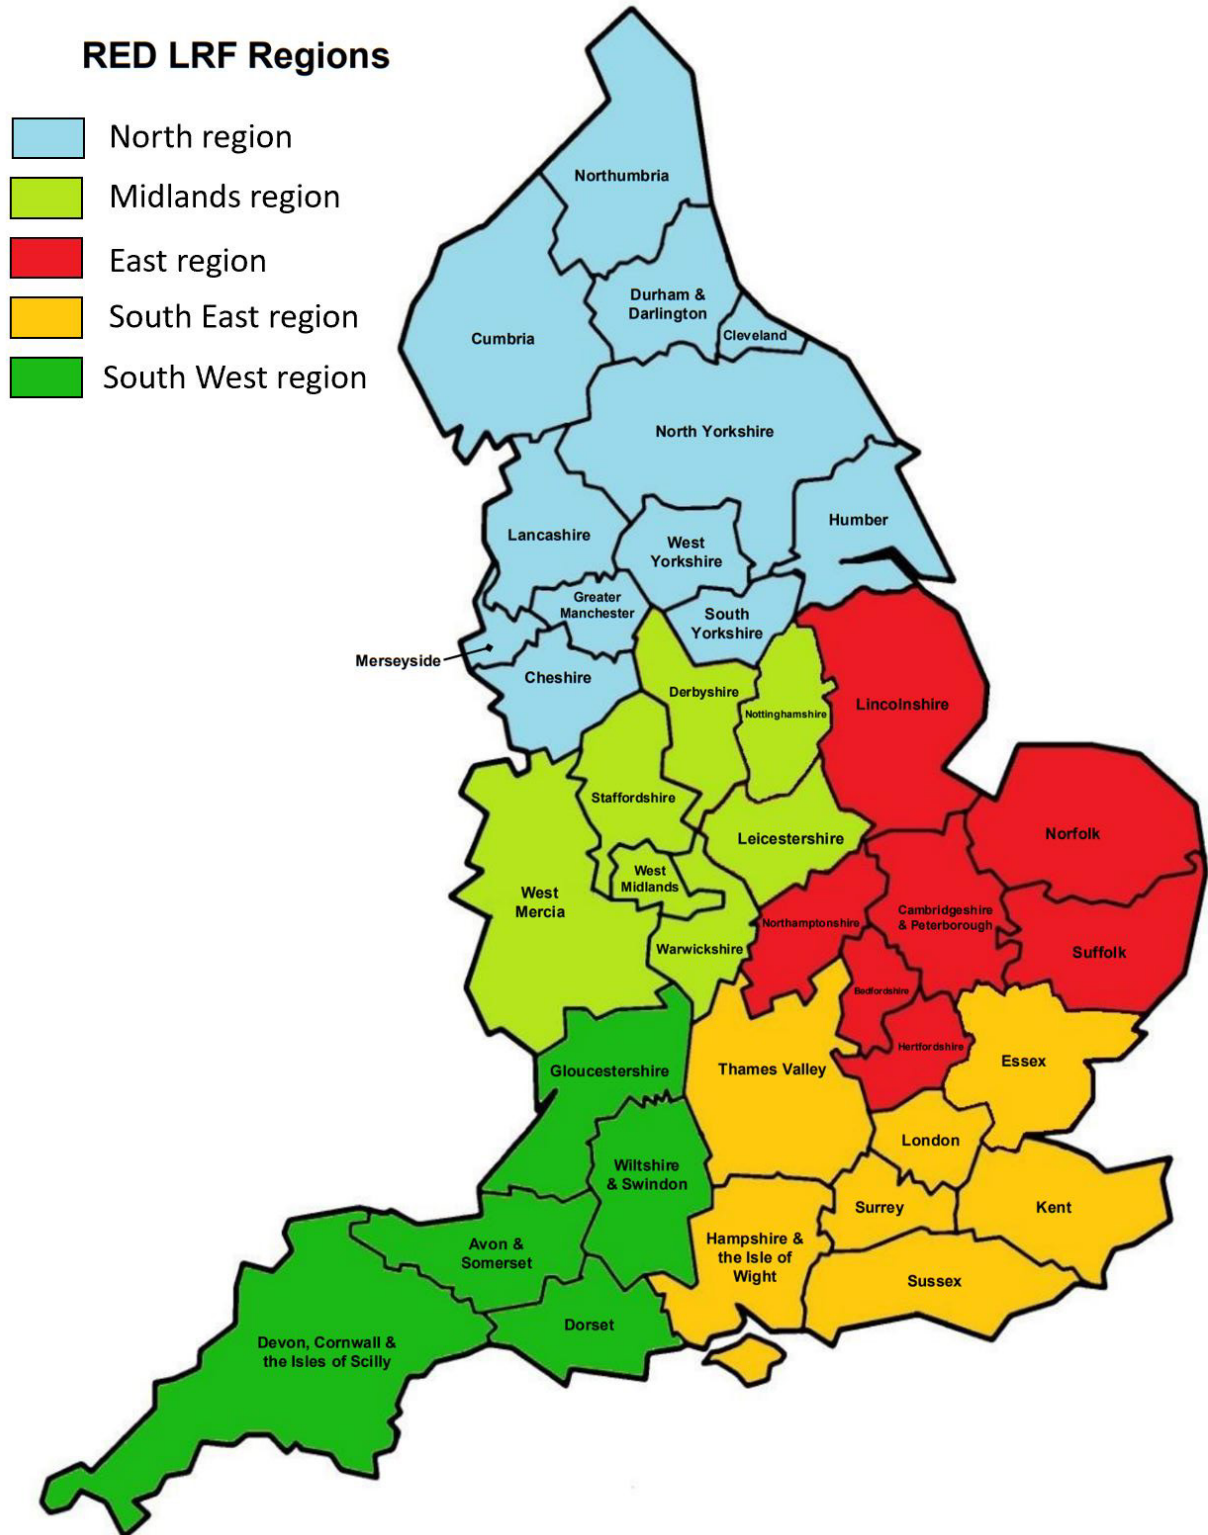 RED LRF Regions
North region
Midlands region
East region
South East region
South West region
Northumbria
Durham &
Darlington
Cleveland
Cumbria
North Yorkshire
Humber
Lancashire
West
Yorkshire
Greater
Manchester
South
Yorkshire
Merseyside
Cheshire
Derbyshire
Nottinghamshire
Lincolnshire
Staffordshire
Leicestershire
Norfolk
West
Midlands
West
Mercia
Northamptonshire
Cambridgeshire
& Peterborough
Warwickshire
Suffolk
Bedfordshire
Hertfordshire
Essex
Gloucestershire
Thames Valley
London
Wiltshire
& Swindon
Surrey
Kent
Avon &
Somerset
Hampshire &
the Isle of
Wight
Sussex
Dorset
Devon, Cornwall &
the Isles of Scilly